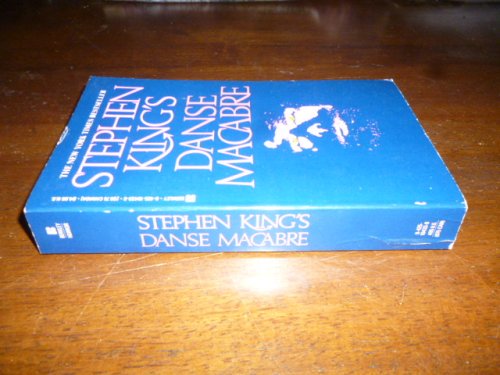 THE NEW YORK TIMES BESTSELLER
STEPHEN
KING'S
DANSE
MACABRE
STEPHEN KING'S
DANSE MACABRE